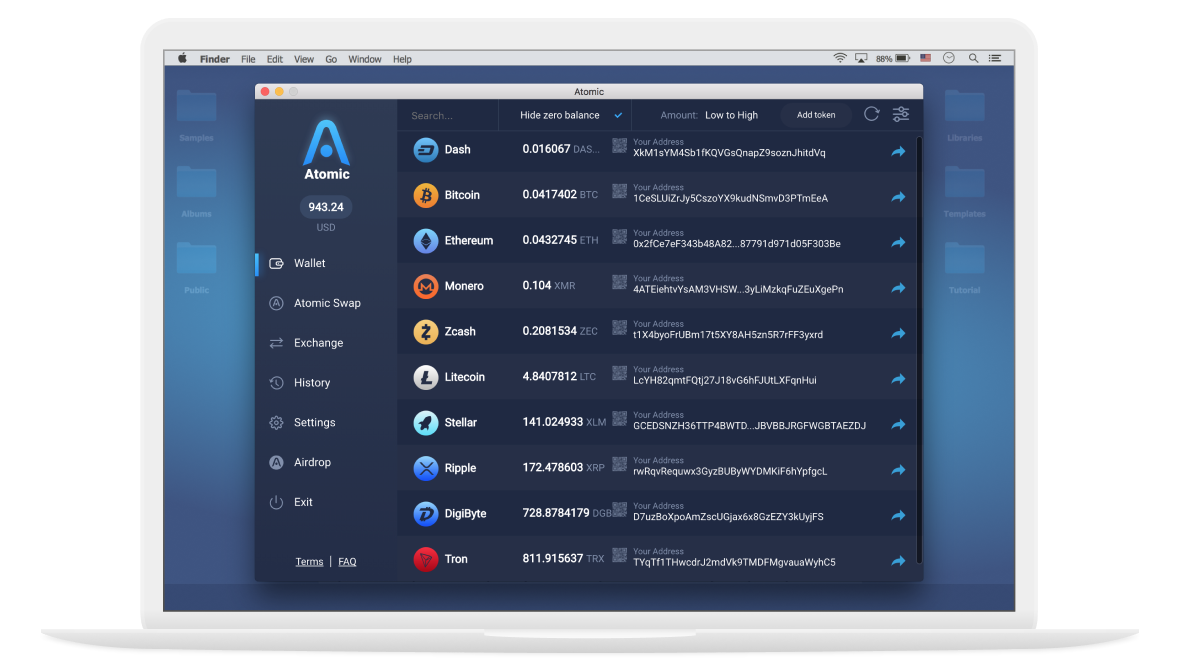 Finder File Edit View Go Window Help 88%
Atomic
Samples
Albums
Public
Libraries
Templates
Tutorial
Atomic
943.24
USD
Wallet
Atomic Swap
Exchange
History
Settings
Airdrop
Exit
Terms | FAQ
Search... Hide zero balance Amount: Low to High Add token
Dash 0.016067 DAS... Your Address
XkM1sYM4Sb1fKQVGsQnapZ9soznJhitdVq
Bitcoin 0.0417402 BTC Your Address
1CeSLUiZrJy5CszoYX9kudNSmvD3PTmEeA
Ethereum 0.0432745 ETH Your Address
0x2fCe7eF343b48A82...87791d971d05F303Be
Monero 0.104 XMR Your Address
4ATEiehtvYsAM3VHSW...3yLiMzkqFuZEuXgePn
Zcash 0.2081534 ZEC Your Address
t1X4byoFrUBm17t5XY8AH5zn5R7rFF3yxrd
Litecoin 4.8407812 LTC Your Address
LcYH82qmtFQtj27J18vG6hFJUtLXFqnHui
Stellar 141.024933 XLM Your Address
GCEDSNZH36TTP4BWTD...JBVBBJRGFWGBTAEZDJ
Ripple 172.478603 XRP Your Address
rwRqvRequwx3GyzBUByWYDMKiF6hYpfgcL
DigiByte 728.8784179 DGB Your Address
D7uzBoXpoAmZscUGjax6x8GzEZY3kUyjFS
Tron 811.915637 TRX Your Address
TYqTf1THwcdrJ2mdVk9TMDFMgvauaWyhC5